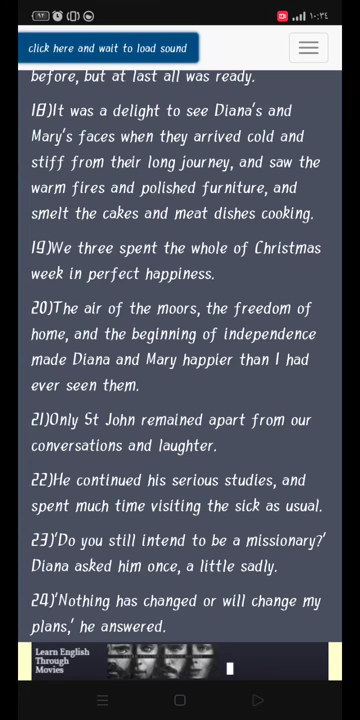 ١٠:٣٤
click here and wait to load sound
before, but at last all was ready.
18)It was a delight to see Diana's and
Mary's faces when they arrived cold and
stiff from their long journey, and saw the
warm fires and polished furniture, and
smelt the cakes and meat dishes cooking.
19)We three spent the whole of Christmas
week in perfect happiness.
20)The air of the moors, the freedom of
home, and the beginning of independence
made Diana and Mary happier than I had
ever seen them.
21)Only St John remained apart from our
conversations and laughter.
22)He continued his serious studies, and
spent much time visiting the sick as usual.
23)'Do you still intend to be a missionary?'
Diana asked him once, a little sadly.
24)'Nothing has changed or will change my
plans,' he answered.
Learn English
Through
Movies